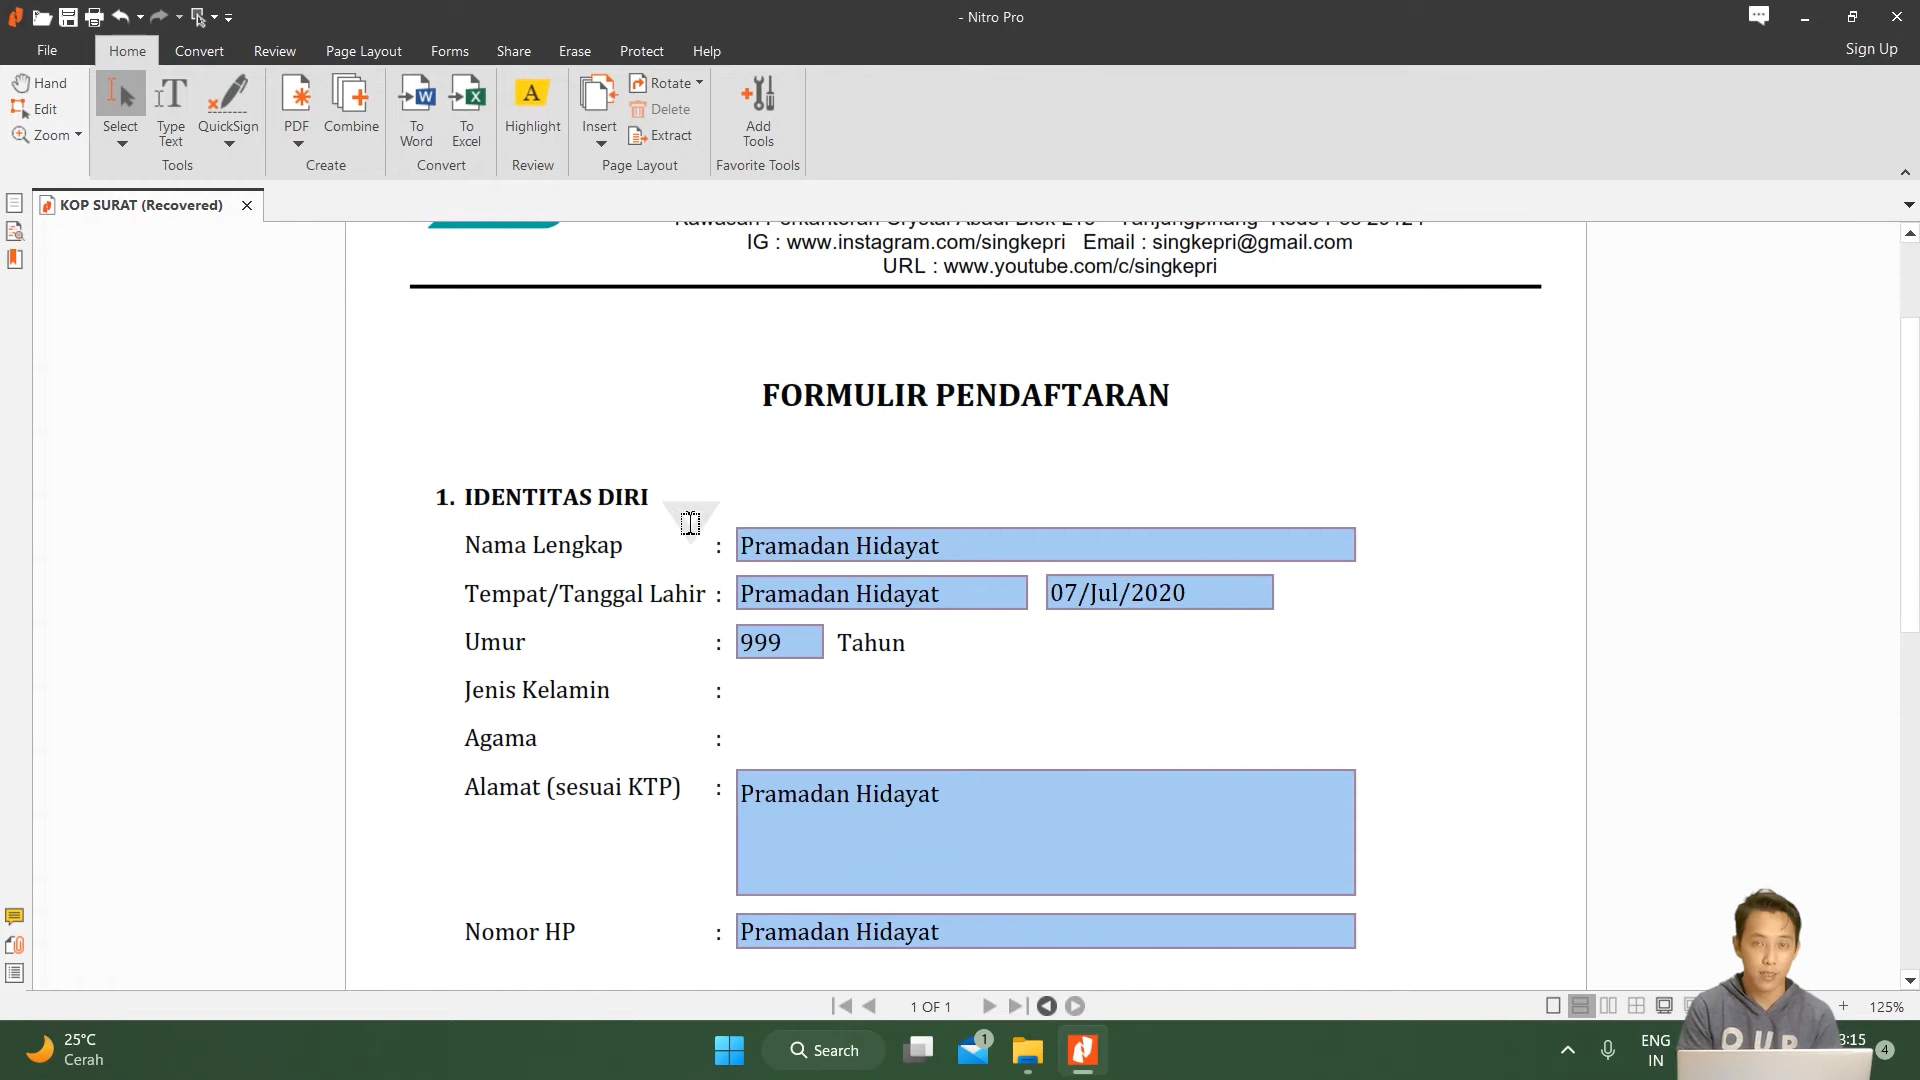 - Nitro Pro
File Home Convert Review Page Layout Forms Share Erase Protect Help Sign Up
Hand Edit Zoom
Select Type Text QuickSign
Tools
PDF Combine
Create
To Word To Excel
Convert
Highlight
Review
Insert Rotate Delete Extract
Page Layout
Add Tools
Favorite Tools
KOP SURAT (Recovered)
IG : www.instagram.com/singkepri Email : singkepri@gmail.com
URL : www.youtube.com/c/singkepri
FORMULIR PENDAFTARAN
1. IDENTITAS DIRI
Nama Lengkap : Pramadan Hidayat
Tempat/Tanggal Lahir : Pramadan Hidayat 07/Jul/2020
Umur : 999 Tahun
Jenis Kelamin :
Agama :
Alamat (sesuai KTP) : Pramadan Hidayat
Nomor HP : Pramadan Hidayat
1 OF 1
125%
25°C
Cerah
Search
1
ENG
IN
4